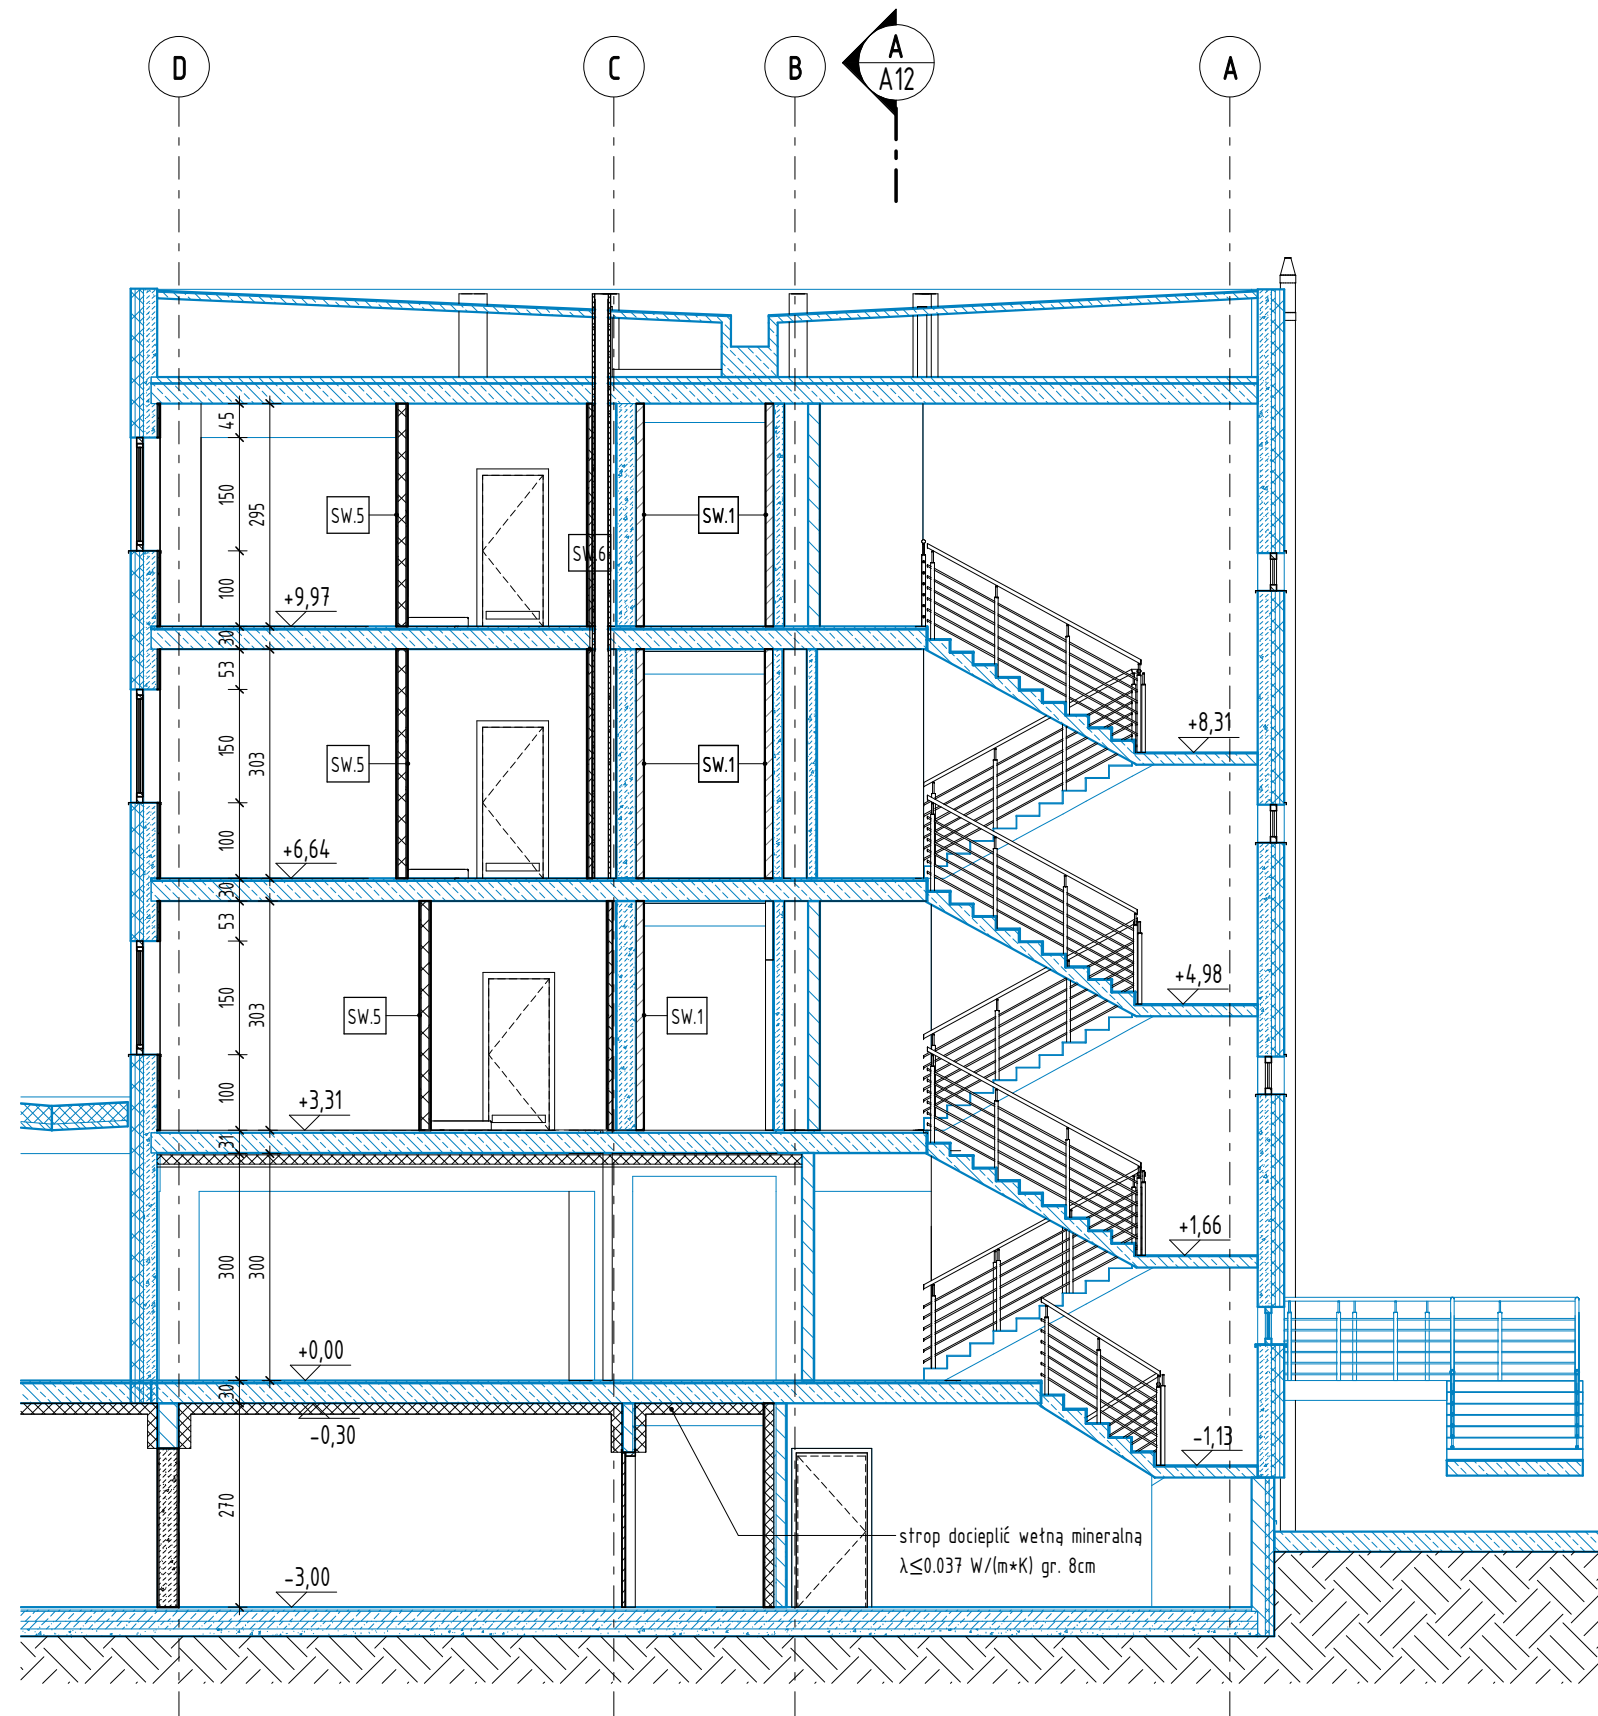 D
C
B
A
A12
A
45
150
295
100
SW.5
SW.6
SW.1
+9,97
30
53
150
303
100
SW.5
SW.1
+8,31
+6,64
30
53
150
303
100
SW.5
SW.1
+4,98
+3,31
31
300
300
+1,66
+0,00
30
-0,30
-1,13
270
strop docieplić wełną mineralną
λ≤0.037 W/(m*K) gr. 8cm
-3,00